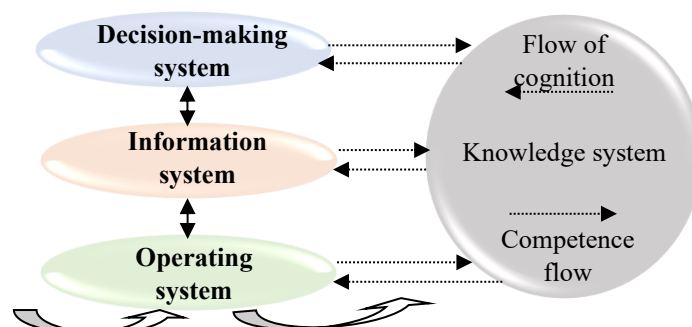 Decision-making
system
Information
system
Operating
system
Flow of
cognition
Knowledge system
Competence
flow